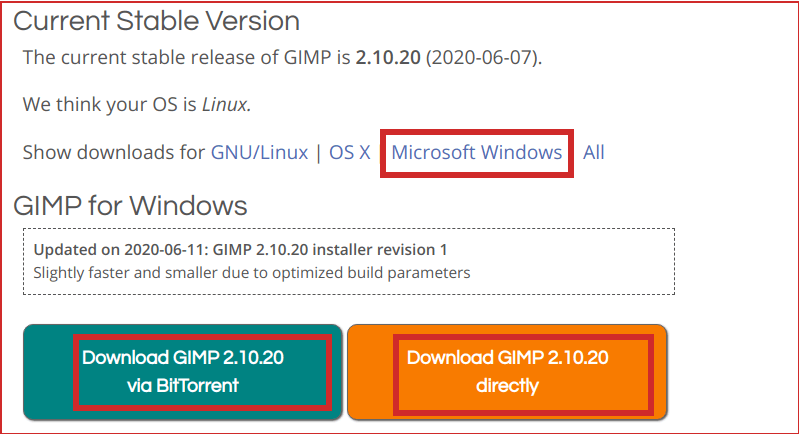 Current Stable Version
The current stable release of GIMP is 2.10.20 (2020-06-07).
We think your OS is Linux.
Show downloads for GNU/Linux | OS X Microsoft Windows All
GIMP for Windows
Updated on 2020-06-11: GIMP 2.10.20 installer revision 1
Slightly faster and smaller due to optimized build parameters
Download GIMP 2.10.20
via BitTorrent
Download GIMP 2.10.20
directly